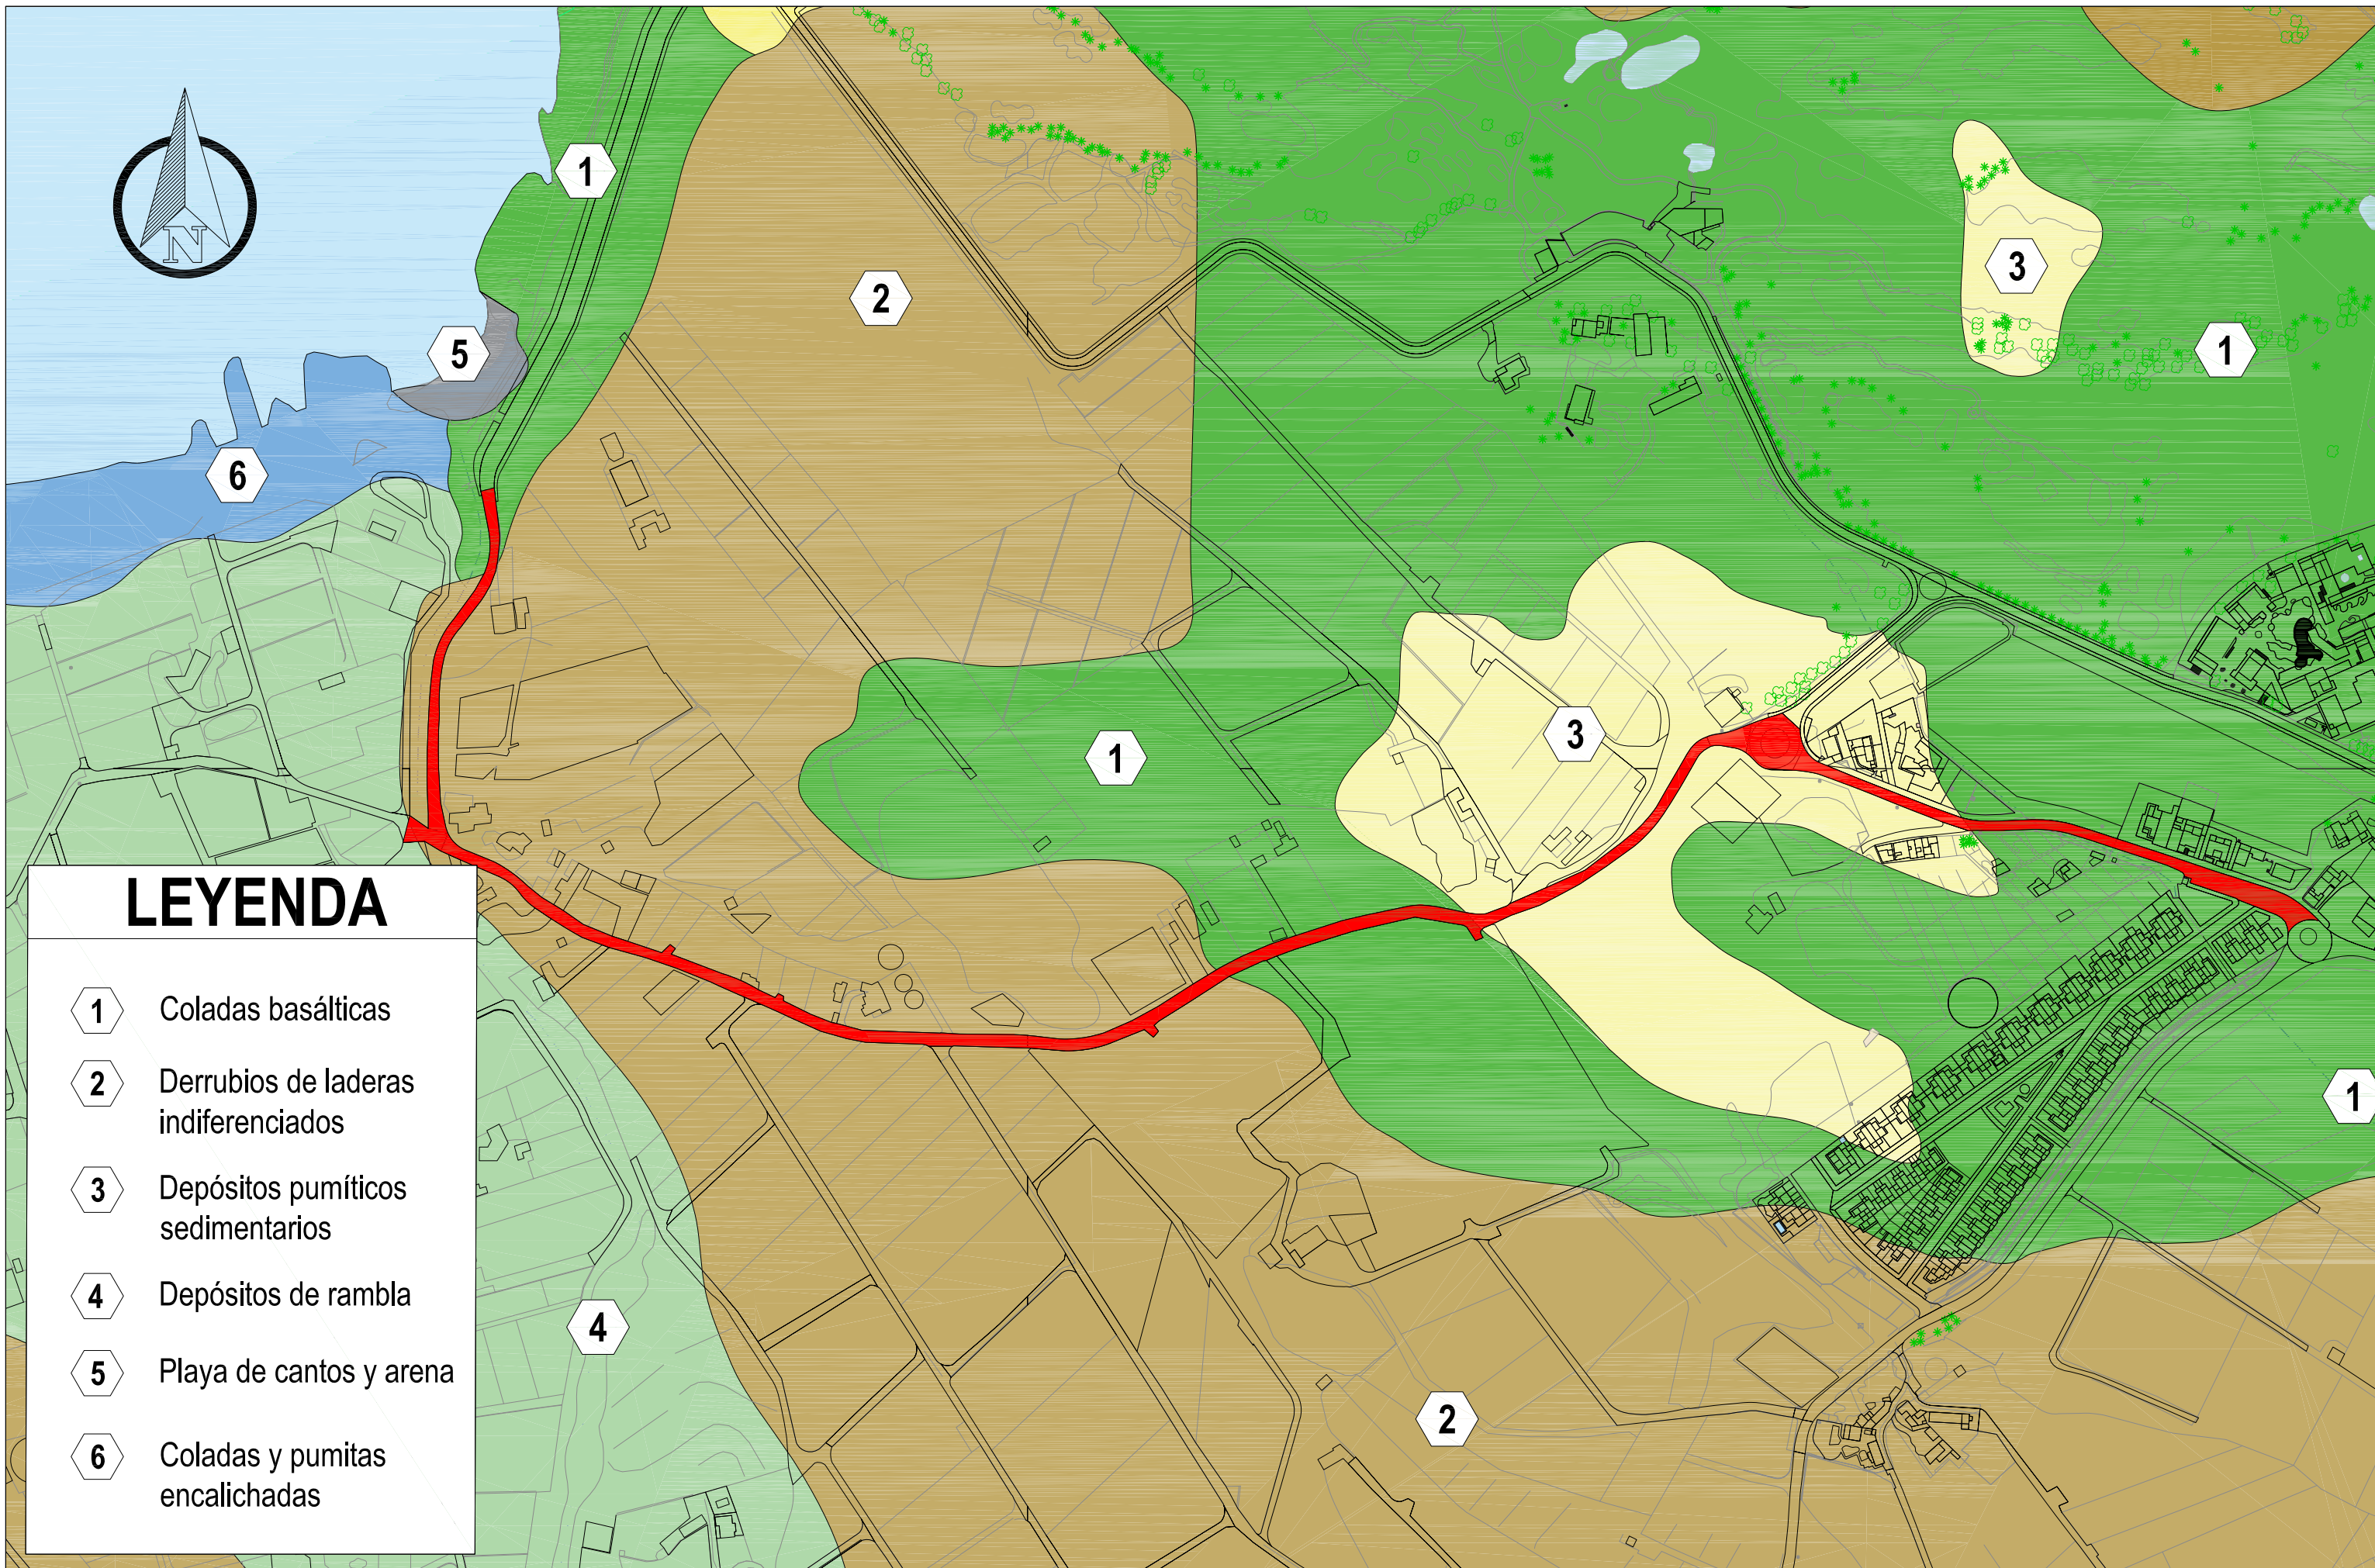 N
1
2
3
1
5
6
1
3
1
4
2
LEYENDA
1 Coladas basálticas
2 Derrubios de laderas
indiferenciados
3 Depósitos pumíticos
sedimentarios
4 Depósitos de rambla
5 Playa de cantos y arena
6 Coladas y pumitas
encalichadas